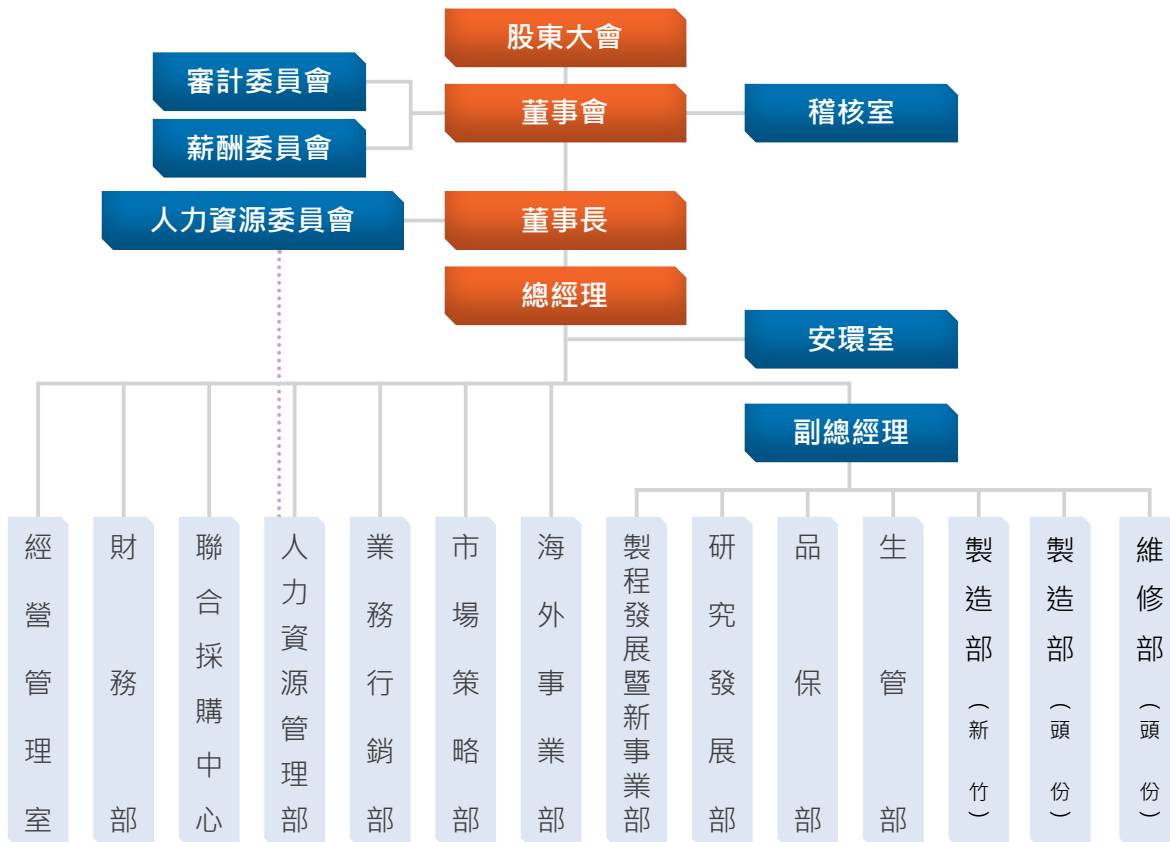 股東大會
審計委員會
董事會
稽核室
薪酬委員會
人力資源委員會
董事長
總經理
安環室
副總經理
經營管理室
財務部
聯合採購中心
人力資源管理部
業務行銷部
市場策略部
海外事業部
製程發展暨新事業部
研究發展部
品保部
生管部
製造部（新竹）
製造部（頭份）
維修部（頭份）